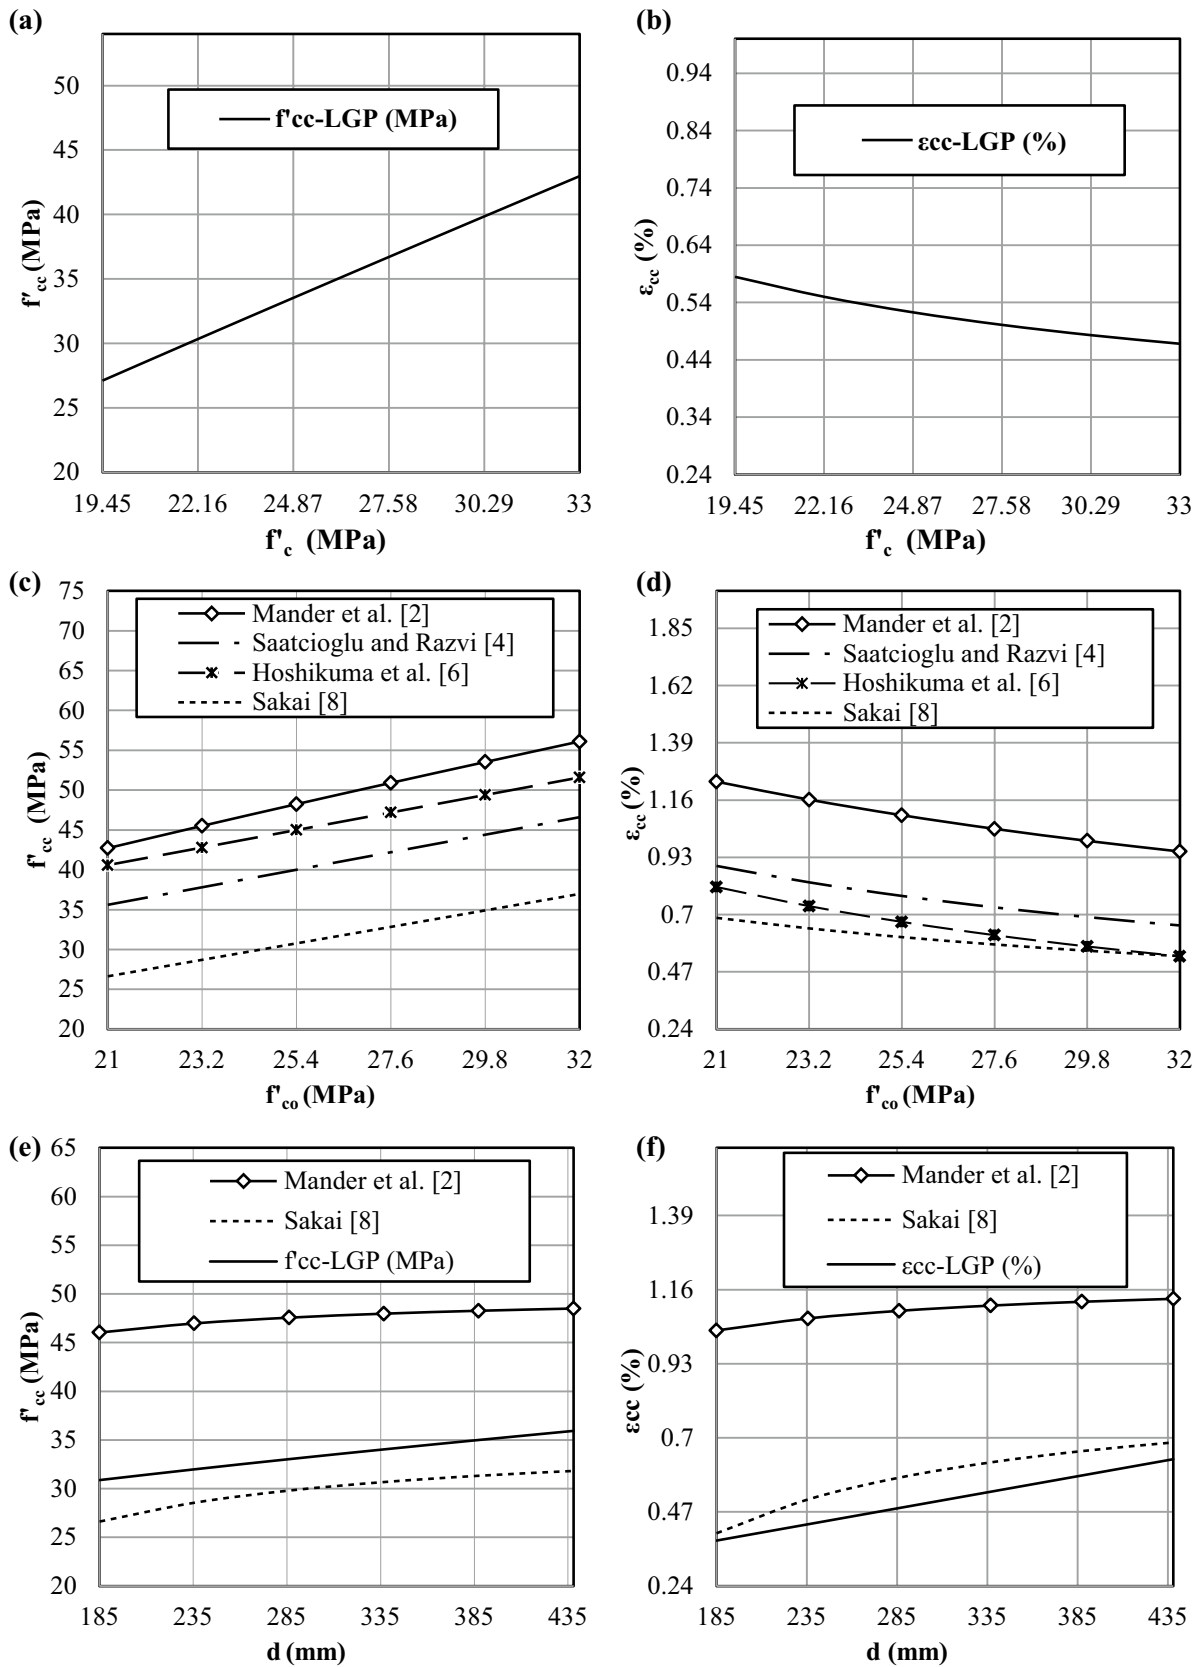 (a)
50
45
40
35
30
25
20
f'cc (MPa)
f'cc-LGP (MPa)
19.45 22.16 24.87 27.58 30.29 33
f'c (MPa)
(b)
0.94
0.84
0.74
0.64
0.54
0.44
0.34
0.24
εcc (%)
εcc-LGP (%)
19.45 22.16 24.87 27.58 30.29 33
f'c (MPa)
(c)
75
70
65
60
55
50
45
40
35
30
25
20
f'cc (MPa)
Mander et al. [2]
Saatcioglu and Razvi [4]
Hoshikuma et al. [6]
Sakai [8]
21 23.2 25.4 27.6 29.8 32
f'co (MPa)
(d)
1.85
1.62
1.39
1.16
0.93
0.7
0.47
0.24
εcc (%)
Mander et al. [2]
Saatcioglu and Razvi [4]
Hoshikuma et al. [6]
Sakai [8]
21 23.2 25.4 27.6 29.8 32
f'co (MPa)
(e)
65
60
55
50
45
40
35
30
25
20
f'cc (MPa)
Mander et al. [2]
Sakai [8]
f'cc-LGP (MPa)
185 235 285 335 385 435
d (mm)
(f)
1.39
1.16
0.93
0.7
0.47
0.24
εcc (%)
Mander et al. [2]
Sakai [8]
εcc-LGP (%)
185 235 285 335 385 435
d (mm)